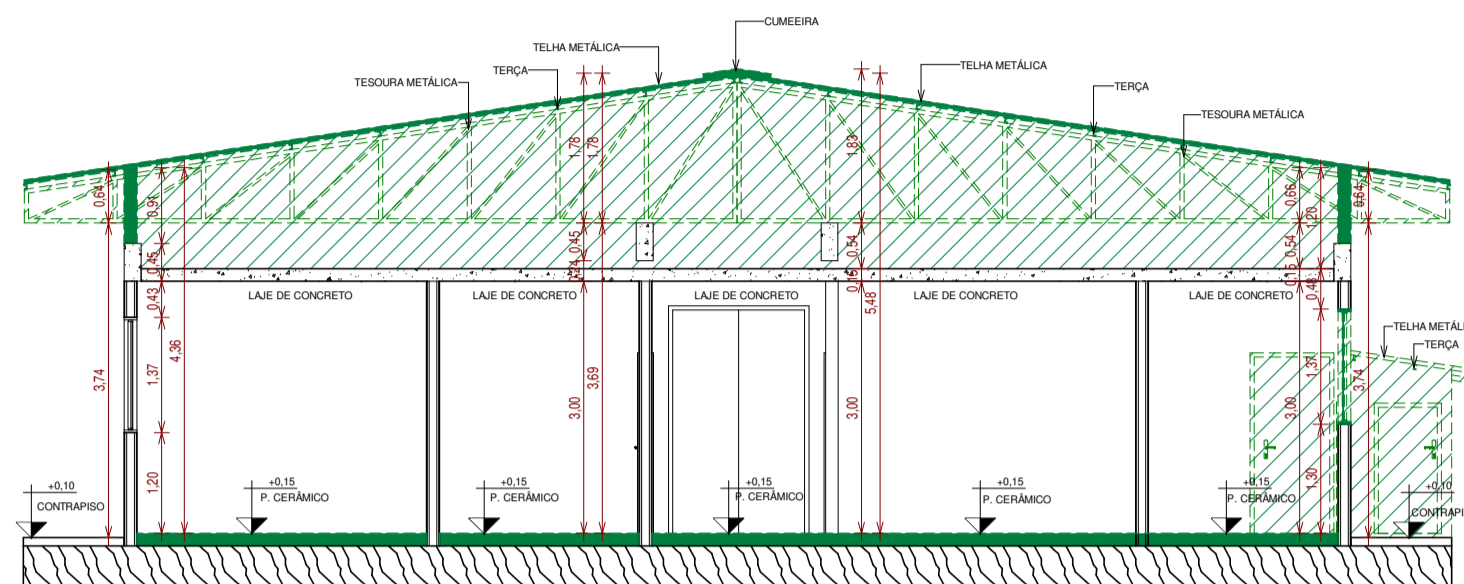 CUMEEIRA
TELHA METÁLICA
TERÇA
TESOURA METÁLICA
TELHA METÁLICA
TERÇA
TESOURA METÁLICA
0,64
0,91
1,78
1,78
1,83
0,66
1,20
0,64
0,45
0,45
0,54
0,54
0,15
0,15
0,43
LAJE DE CONCRETO
LAJE DE CONCRETO
LAJE DE CONCRETO
LAJE DE CONCRETO
LAJE DE CONCRETO
5,48
4,36
3,74
1,37
3,69
3,00
3,00
1,37
3,00
3,74
TELHA METÁLI
TERÇA
1,20
1,30
+0,10
CONTRAPISO
+0,15
P. CERÂMICO
+0,15
P. CERÂMICO
+0,15
P. CERÂMICO
+0,15
P. CERÂMICO
+0,15
P. CERÂMICO
+0,10
CONTRAPI